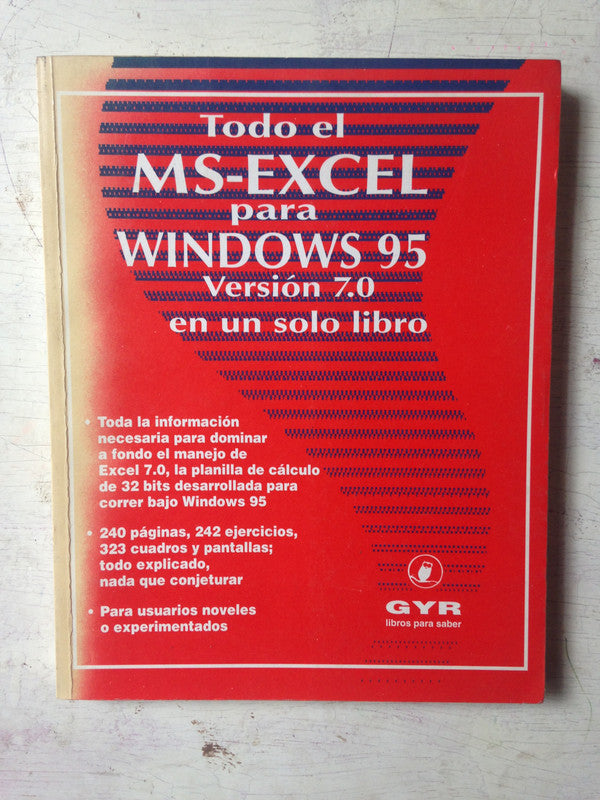 Todo el
MS-EXCEL
para
WINDOWS 95
Versión 7.0
en un solo libro
• Toda la información
necesaria para dominar
a fondo el manejo de
Excel 7.0, la planilla de cálculo
de 32 bits desarrollada para
correr bajo Windows 95
• 240 páginas, 242 ejercicios,
323 cuadros y pantallas;
todo explicado,
nada que conjeturar
• Para usuarios noveles
o experimentados
GYR
libros para saber